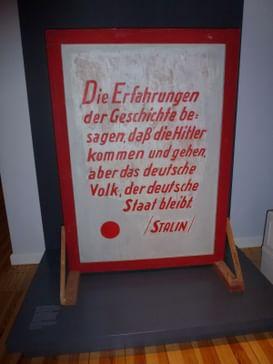 Die Erfahrungen
der Geschichte be=
sagen, daß die Hitler
kommen und gehen,
aber das deutsche
Volk, der deutsche
Staat bleibt
/STALIN/